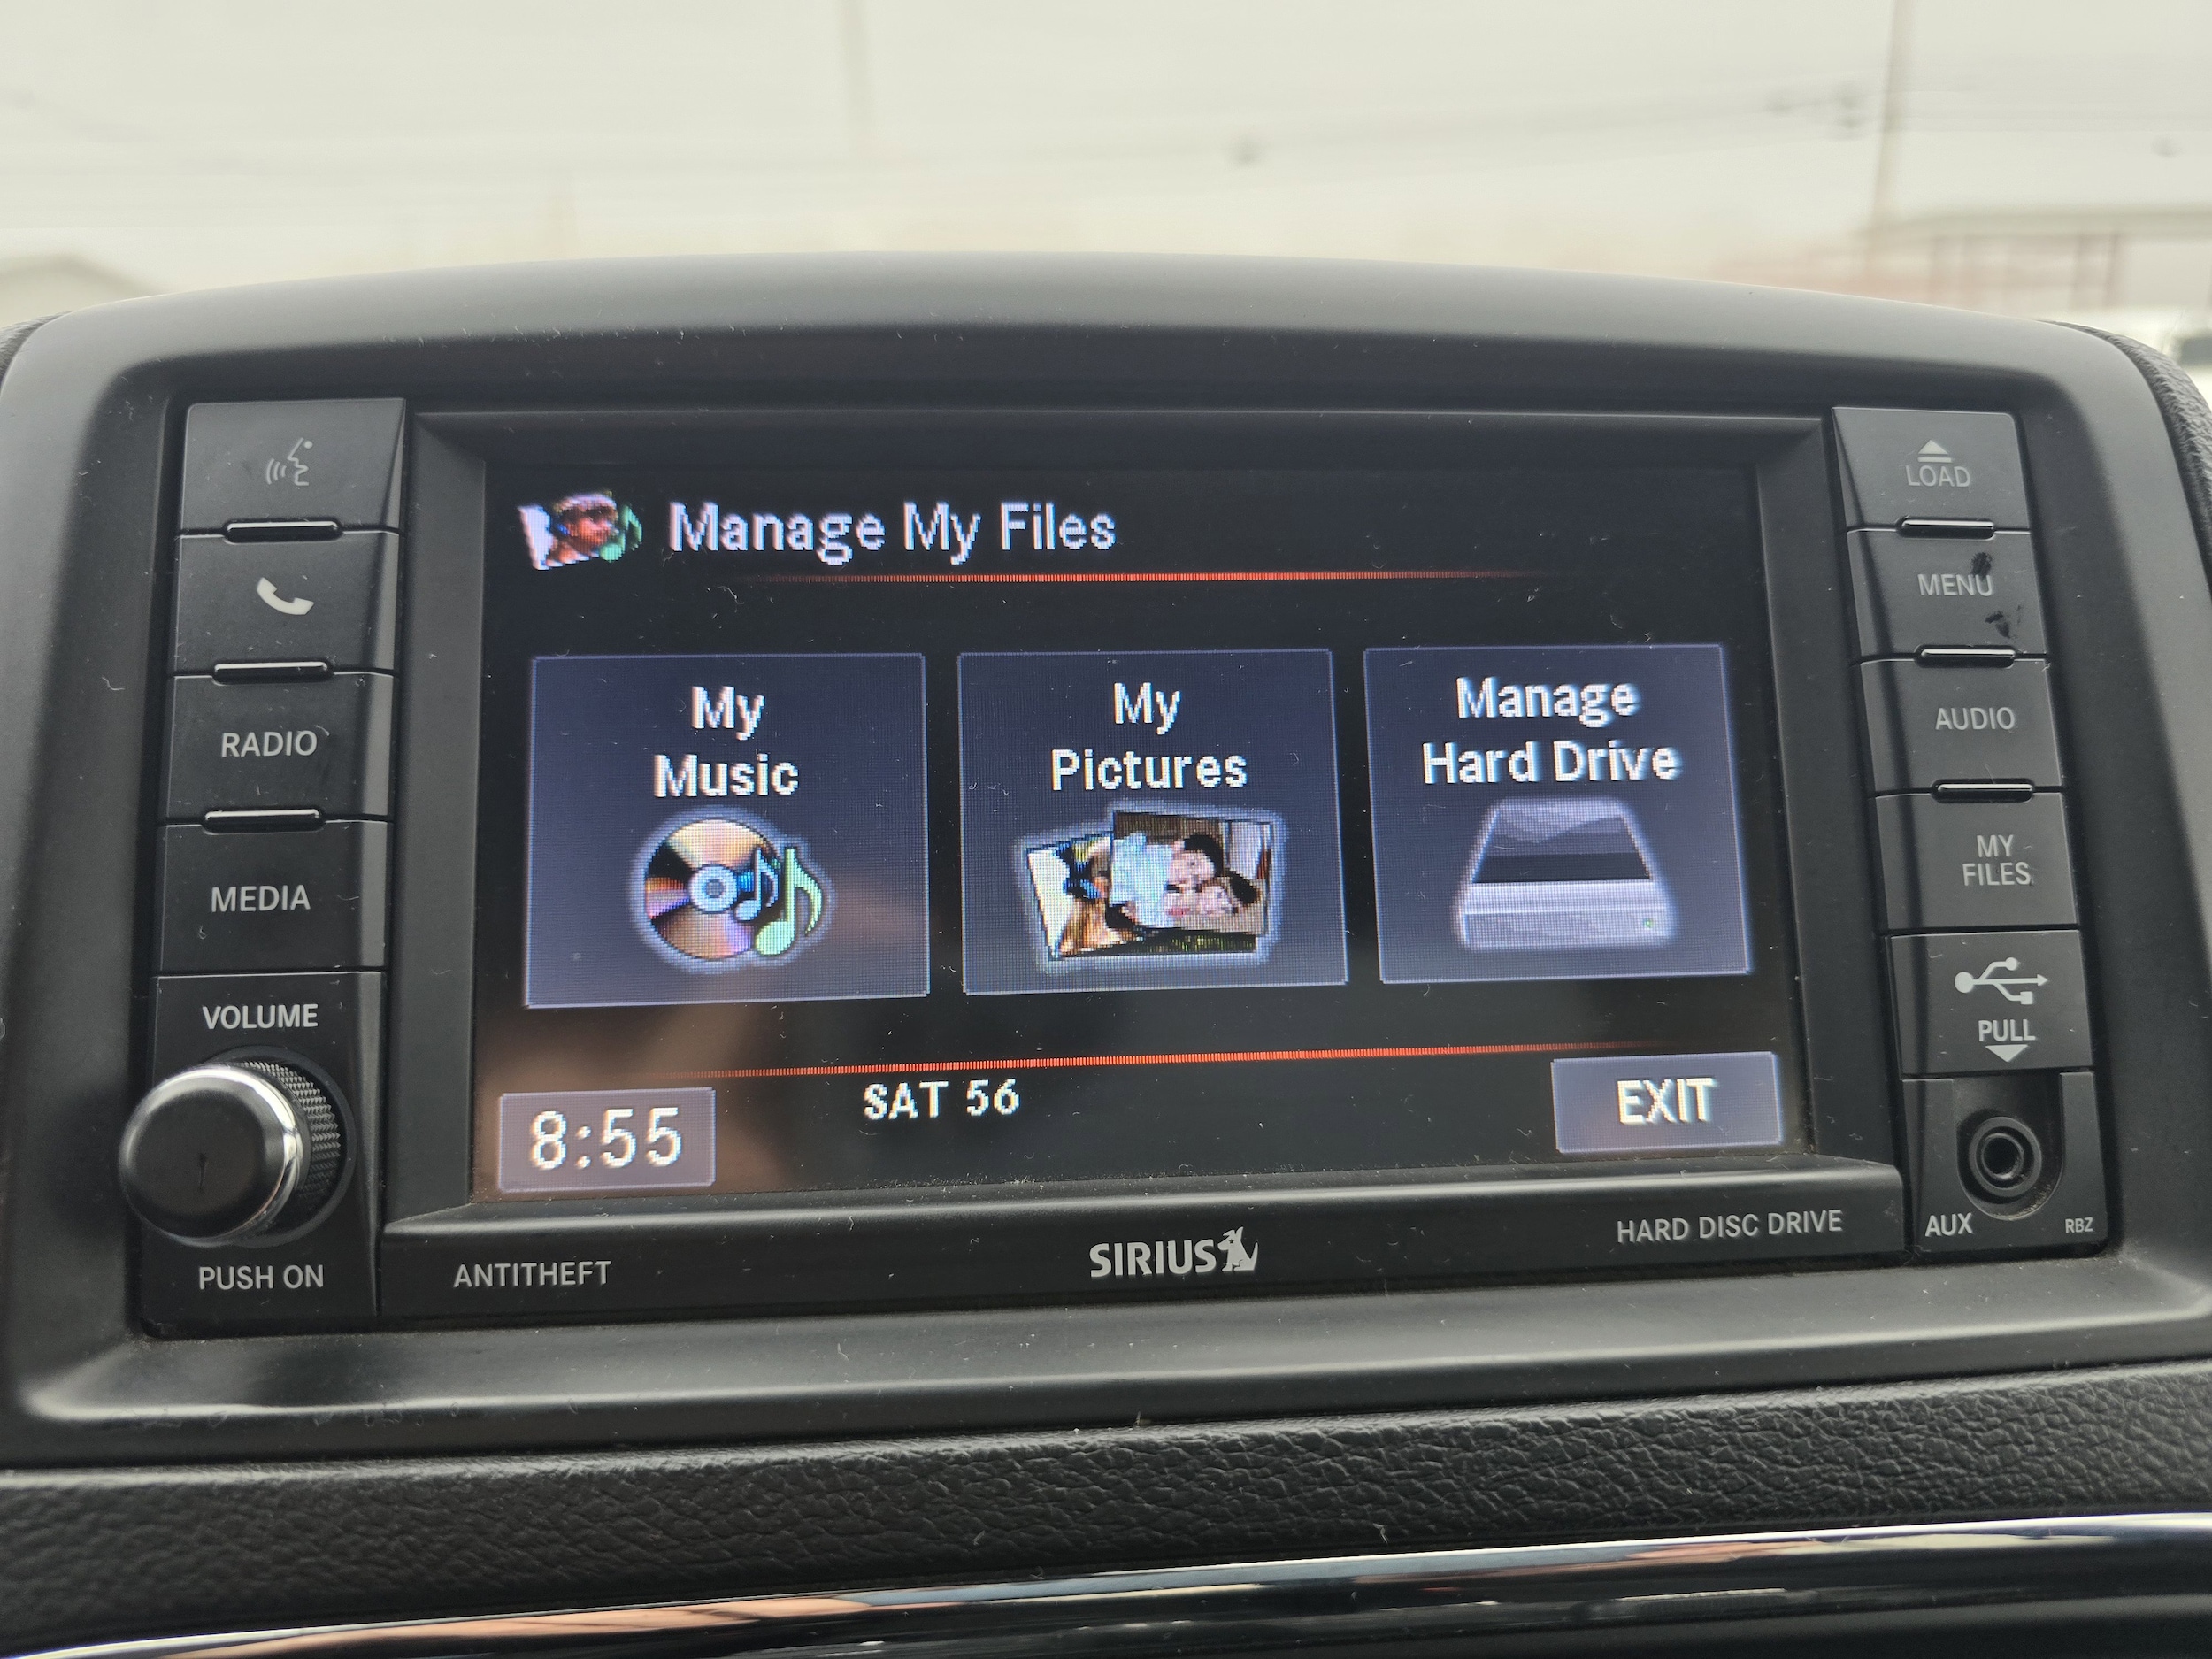 Manage My Files
My
Music
My
Pictures
Manage
Hard Drive
8:55
SAT 56
EXIT
RADIO
MEDIA
VOLUME
PUSH ON
LOAD
MENU
AUDIO
MY
FILES
PULL
AUX
RBZ
ANTITHEFT
SIRIUS
HARD DISC DRIVE